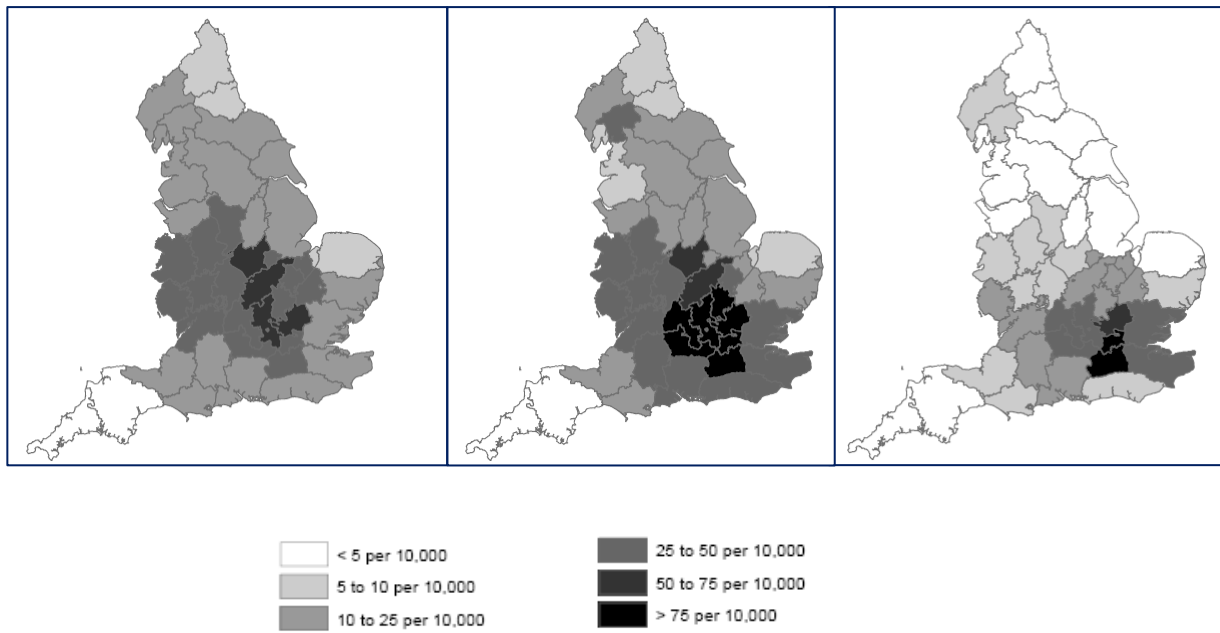 < 5 per 10,000
5 to 10 per 10,000
10 to 25 per 10,000
25 to 50 per 10,000
50 to 75 per 10,000
> 75 per 10,000